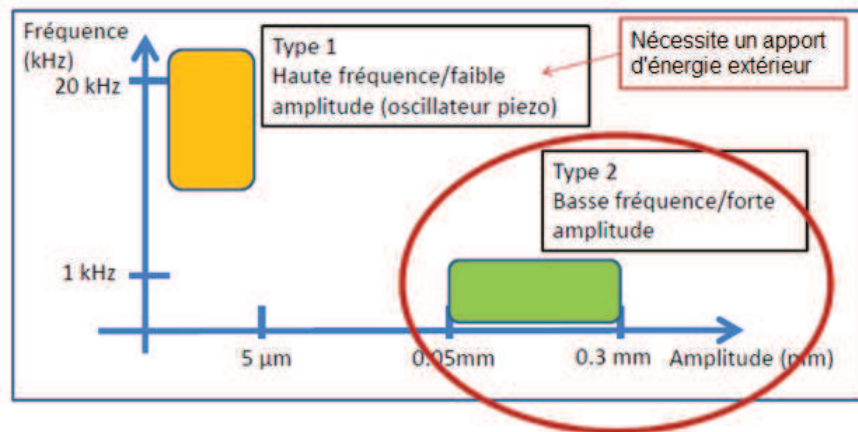 Fréquence
(kHz)
20 kHz
1 kHz
Type 1
Haute fréquence/faible
amplitude (oscillateur piezo)
Nécessite un apport
d'énergie extérieur
Type 2
Basse fréquence/forte
amplitude
5 µm
0.05mm
0.3 mm
Amplitude (mm)